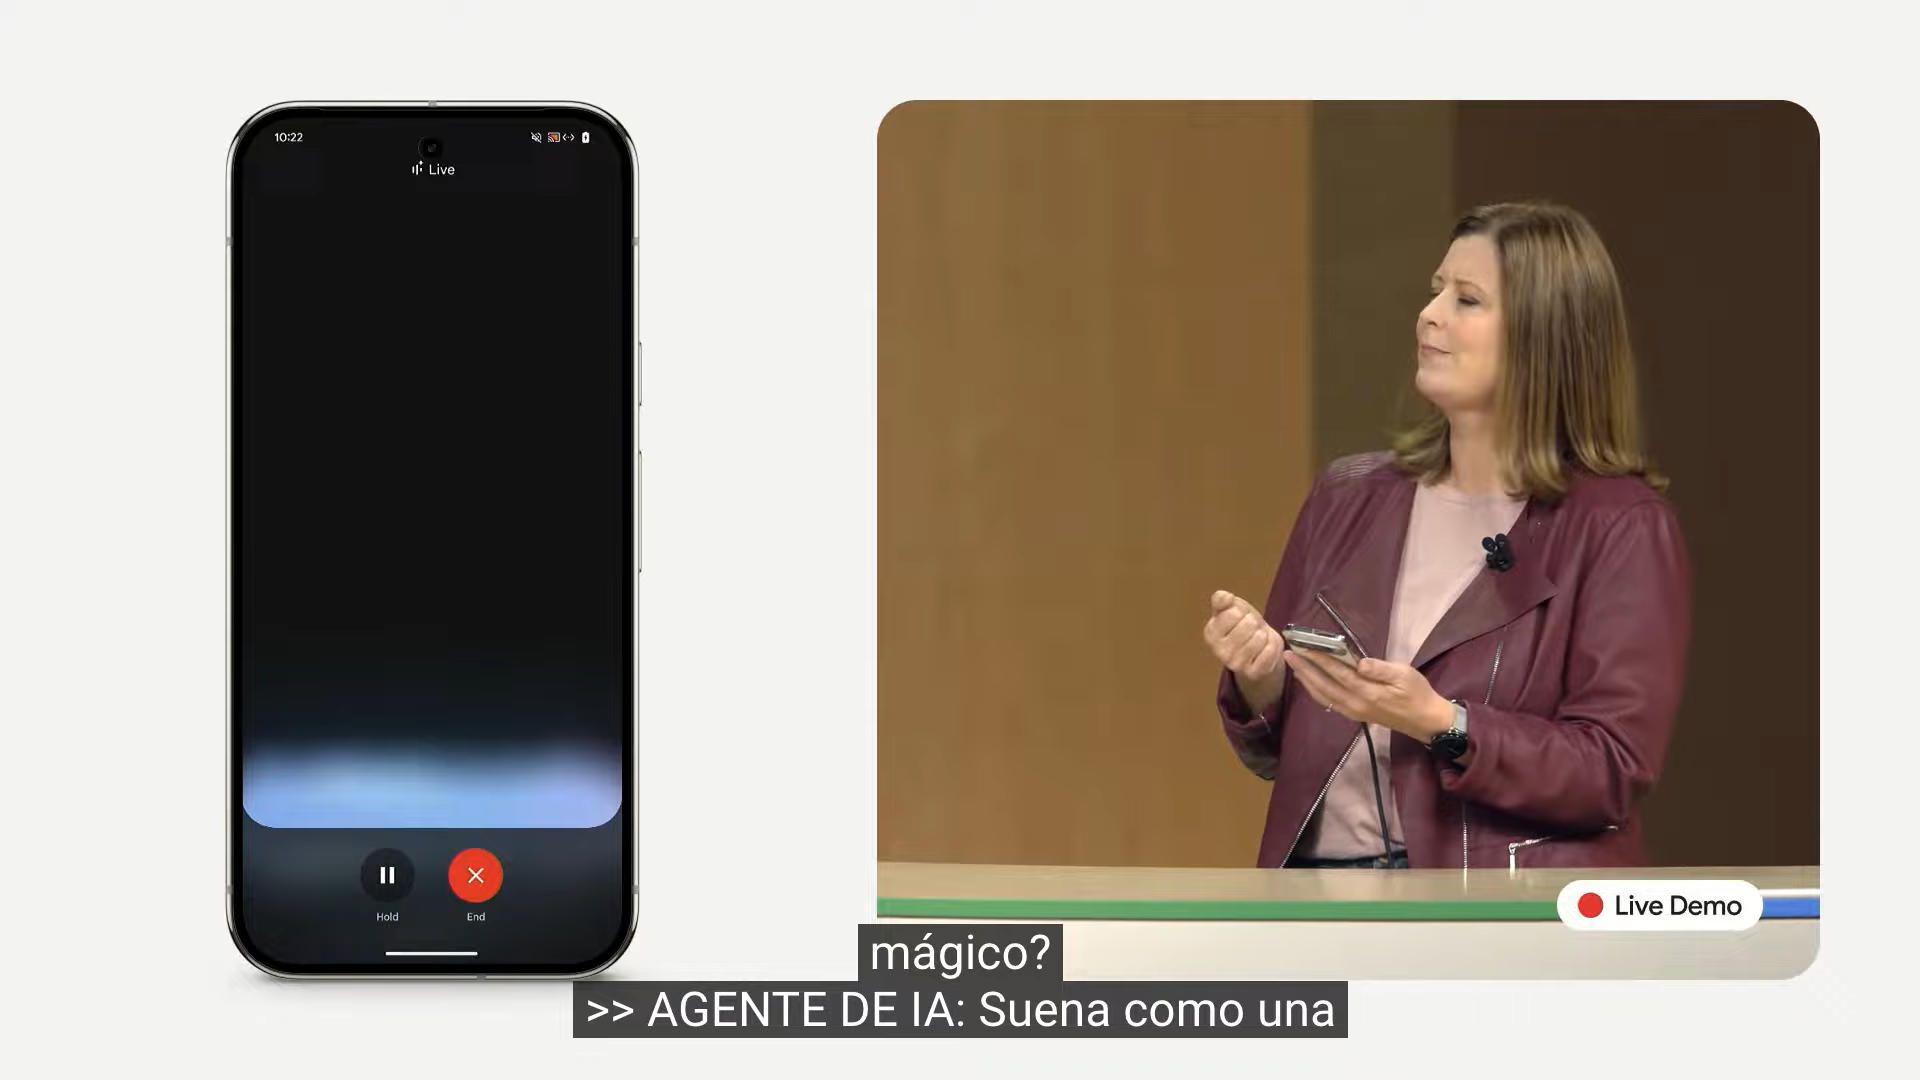 10:22
Live
Hold
End
Live Demo
mágico?
>> AGENTE DE IA: Suena como una